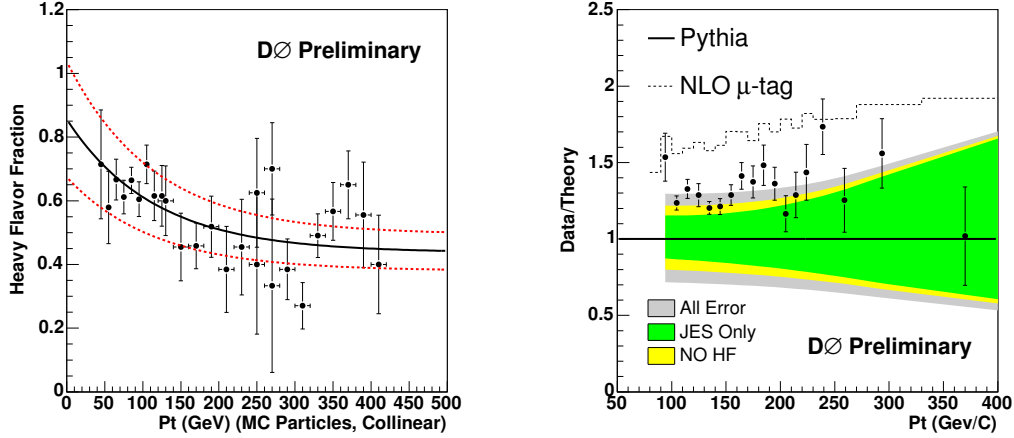 Heavy Flavor Fraction
1.2
1
0.8
0.6
0.4
0.2
0
DØ Preliminary
0 50 100 150 200 250 300 350 400 450 500
Pt (GeV) (MC Particles, Collinear)
Data/Theory
2.5
2
1.5
1
0.5
0
Pythia
NLO μ-tag
All Error
JES Only
NO HF
DØ Preliminary
50 100 150 200 250 300 350 400
Pt (Gev/C)